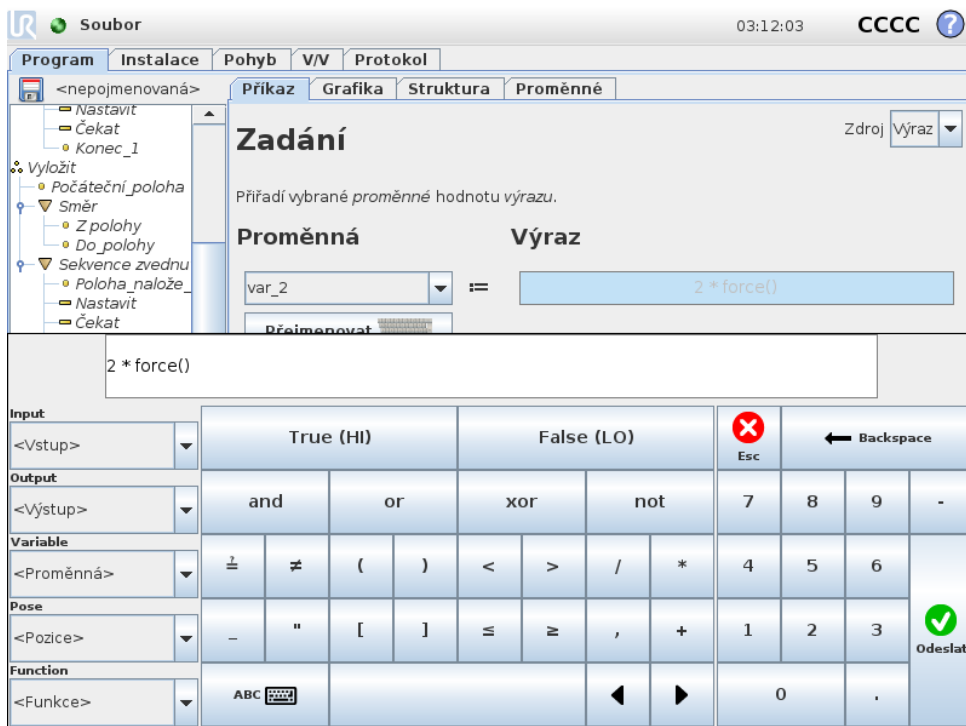 UR Soubor 03:12:03 CCCC ?
Program Instalace Pohyb V/V Protokol
<nepojmenovaná> Příkaz Grafika Struktura Proměnné
Nastavit
Čekat
Konec_1
Vyložit
Počáteční_poloha
Směr
Z polohy
Do_polohy
Sekvence zvednu
Poloha_nalože_
Nastavit
Čekat
Zadání
Zdroj Výraz
Přiřadí vybrané proměnné hodnotu výrazu.
Proměnná Výraz
var_2 := 2 * force()
Přejmenovat
2 * force()
Input
<Vstup>
Output
<Výstup>
Variable
<Proměnná>
Pose
<Pozice>
Function
<Funkce>
True (HI) False (LO) Esc Backspace
and or xor not 7 8 9 -
≟ ≠ ( ) < > / * 4 5 6
_ " [ ] ≤ ≥ , + 1 2 3 Odeslat
ABC 0 .